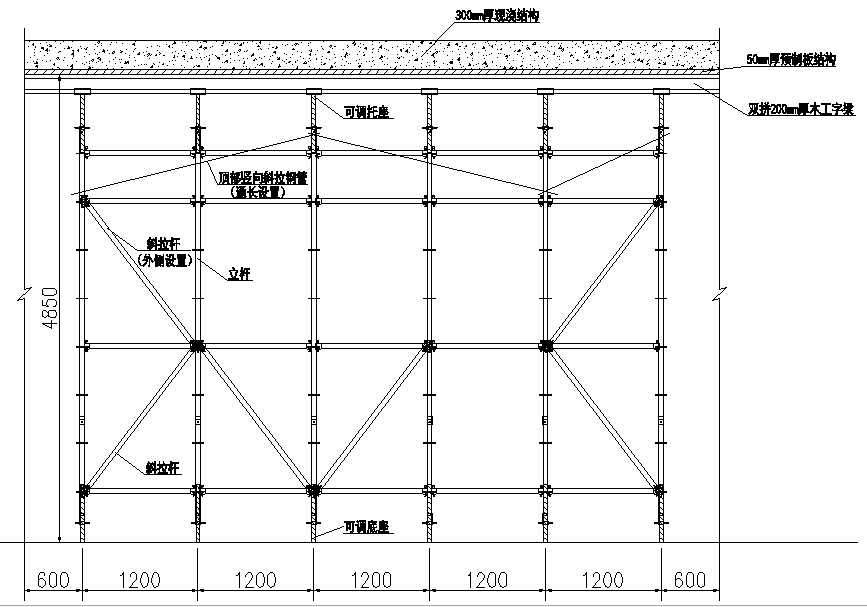 300mm厚现浇结构
50mm厚预制板结构
双拼200mm厚木工字梁
可调托座
顶部竖向斜拉钢管
(通长设置)
斜拉杆
(外侧设置)
立杆
4850
斜拉杆
可调底座
600 1200 1200 1200 1200 1200 600